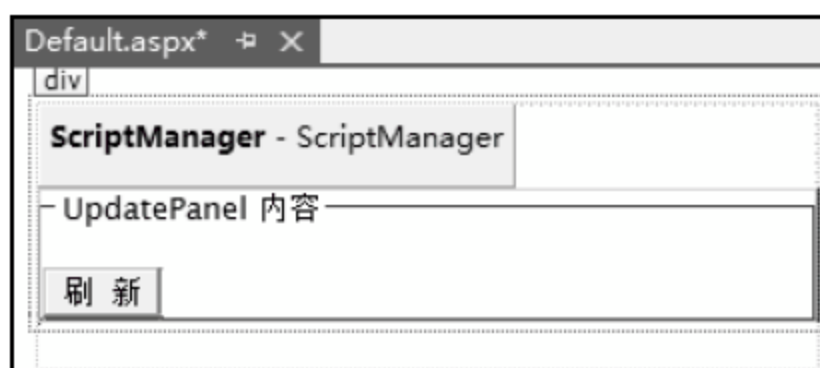 Default.aspx*
div
ScriptManager - ScriptManager
UpdatePanel 内容
刷 新